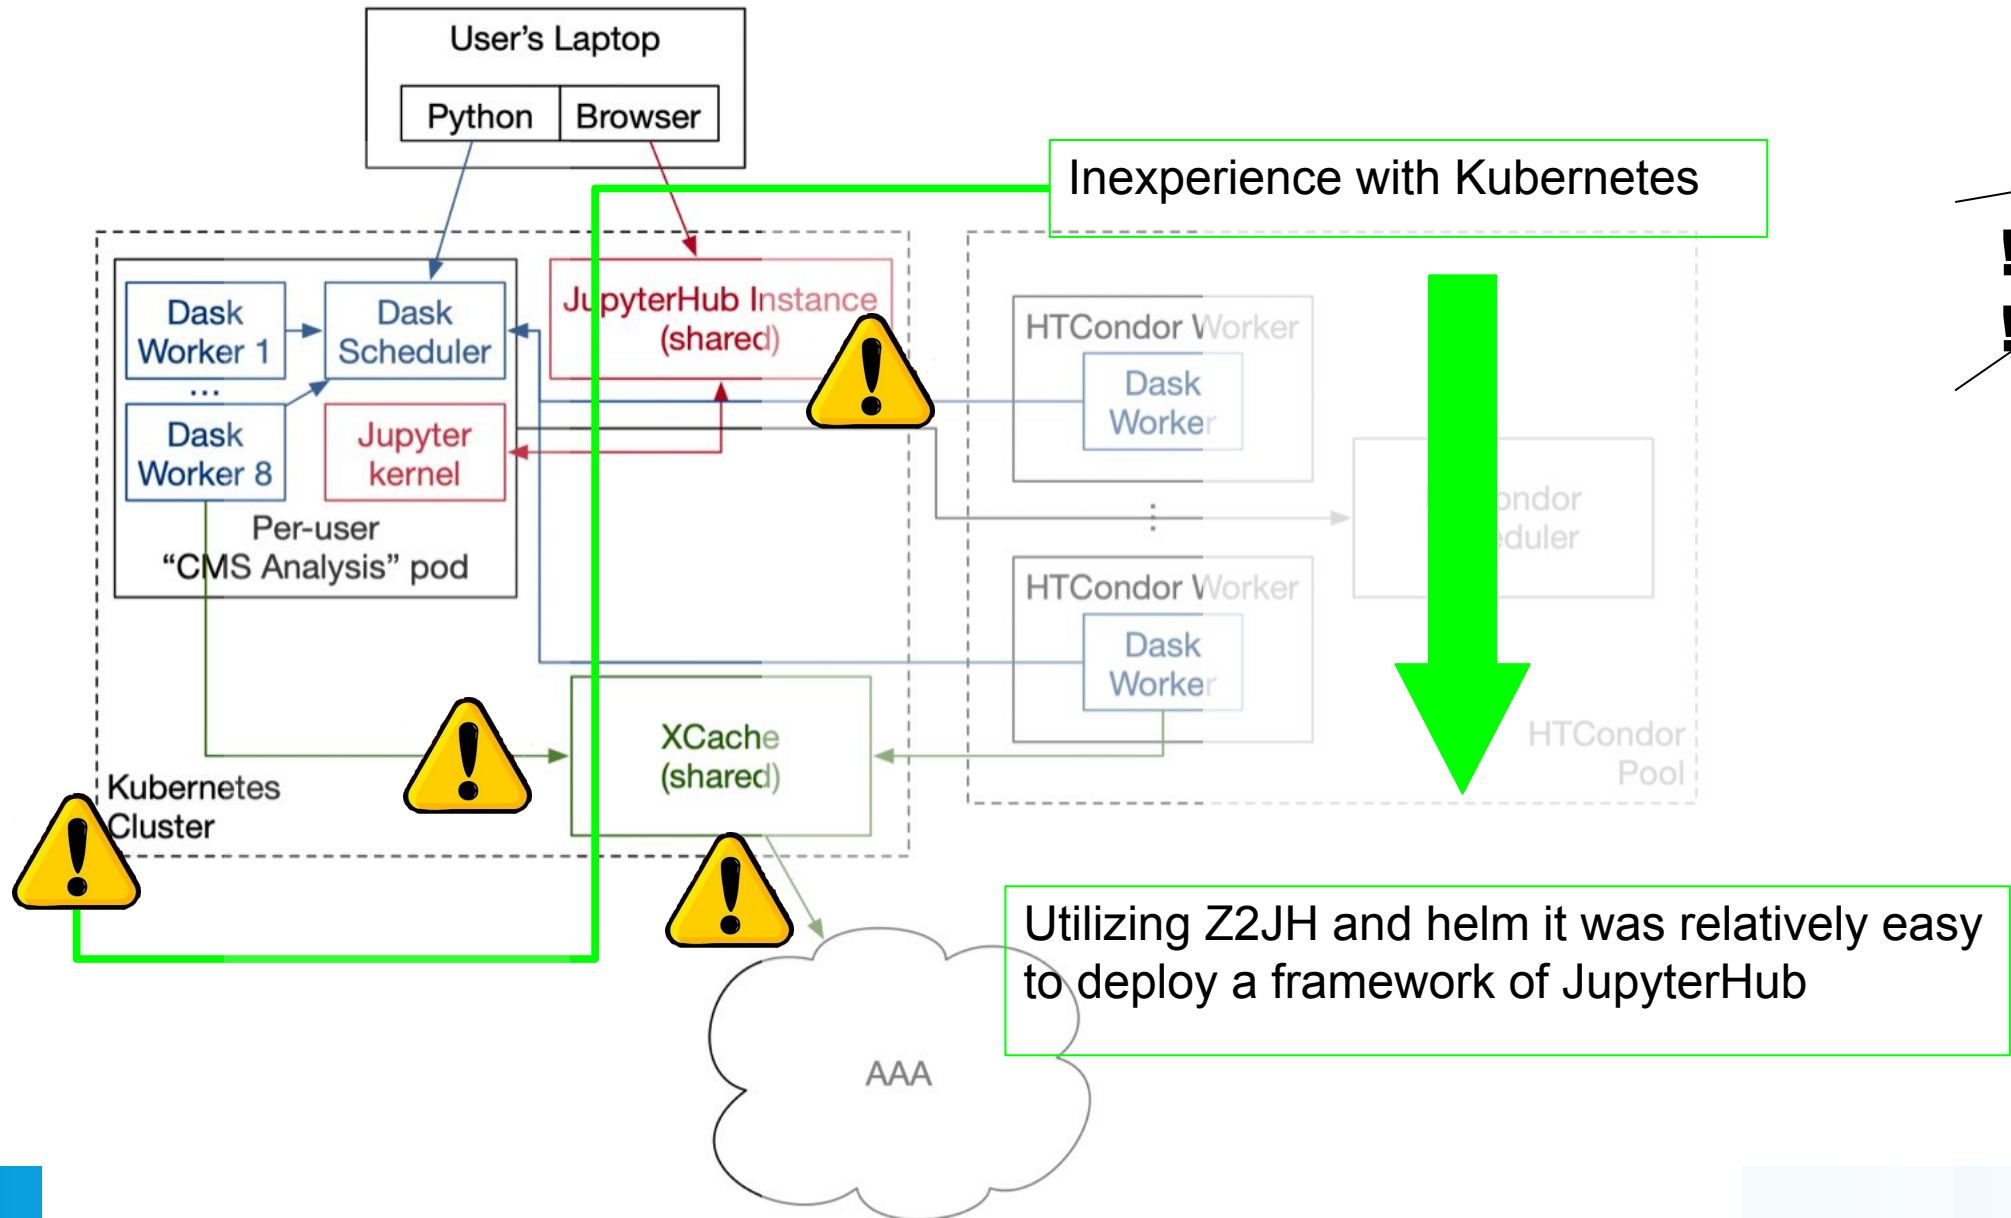 User's Laptop
Python
Browser
Inexperience with Kubernetes
Dask
Worker 1
...
Dask
Scheduler
JupyterHub Instance
(shared)
HTCondor Worker
Dask
Worker
Dask
Worker 8
Jupyter
kernel
Per-user
“CMS Analysis” pod
ondor
eduler
HTCondor Worker
Dask
Worker
XCache
(shared)
HTCondor
Pool
Kubernetes
Cluster
Utilizing Z2JH and helm it was relatively easy
to deploy a framework of JupyterHub
AAA